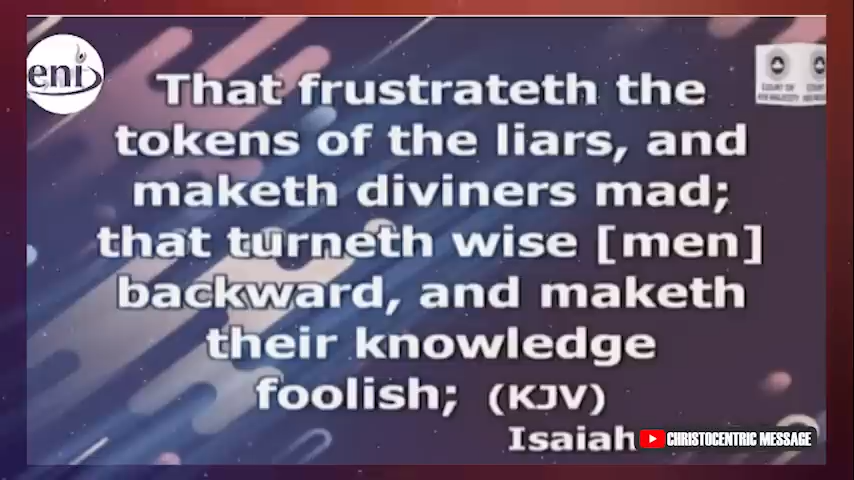 eni
That frustrateth the
tokens of the liars, and
maketh diviners mad;
that turneth wise [men]
backward, and maketh
their knowledge
foolish; (KJV)
Isaiah
CHRISTOCENTRIC MESSAGE